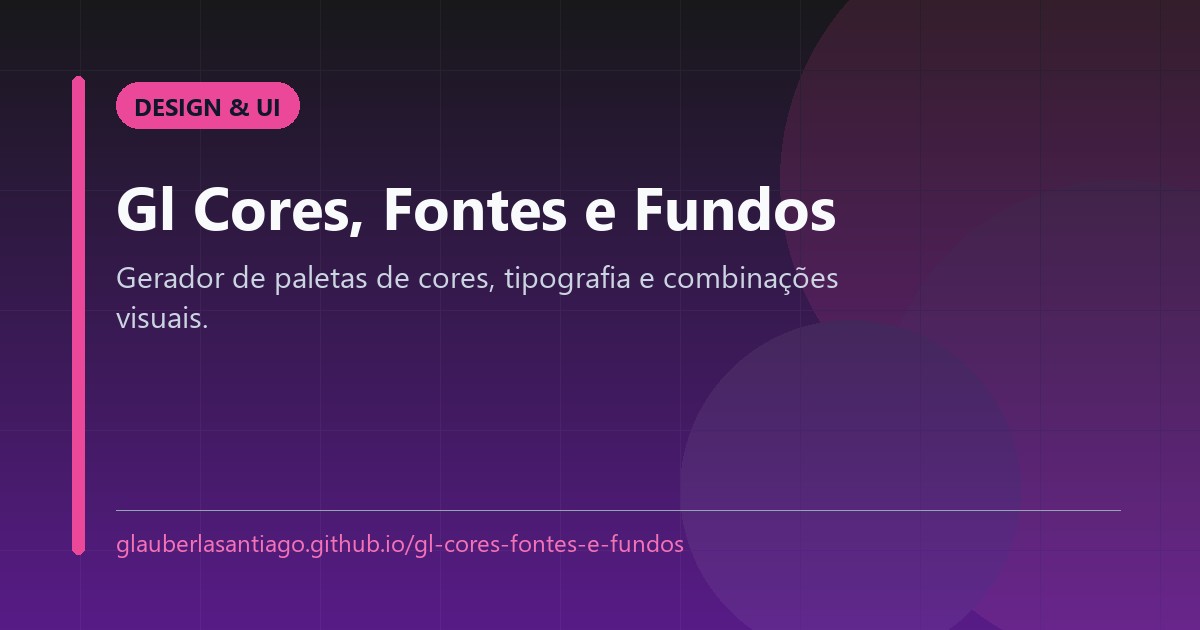 DESIGN & UI
Gl Cores, Fontes e Fundos
Gerador de paletas de cores, tipografia e combinações
visuais.
glauberlasantiago.github.io/gl-cores-fontes-e-fundos